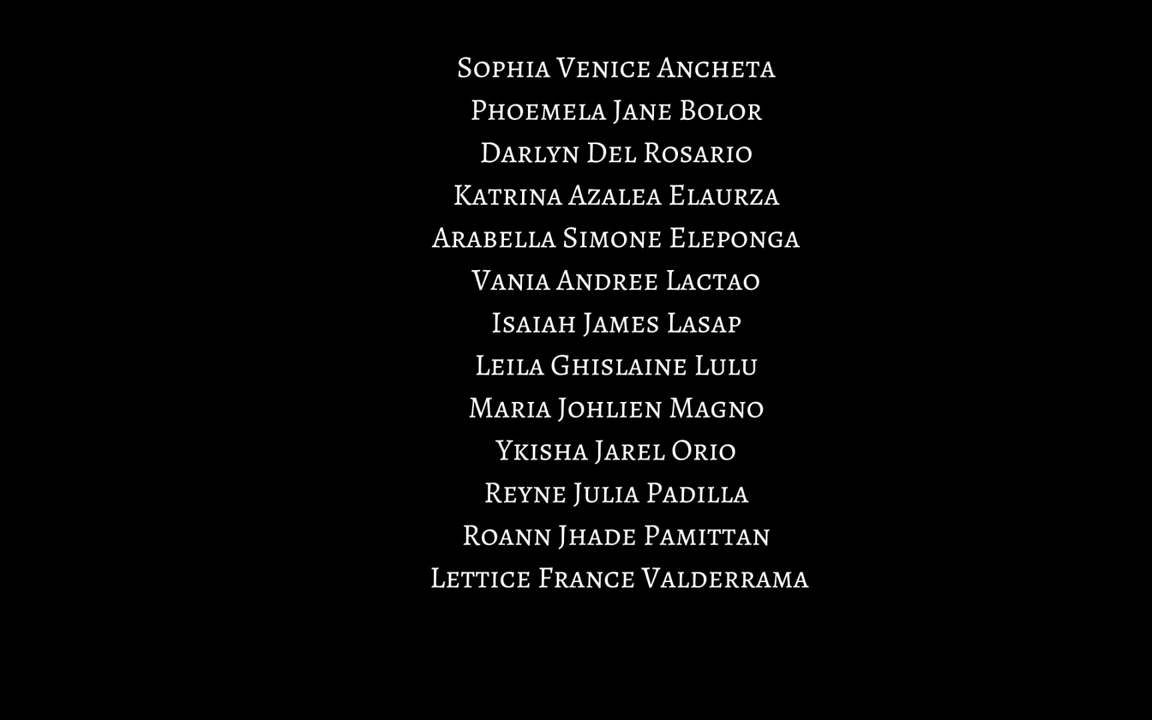 Sophia Venice Ancheta
Phoemela Jane Bolor
Darlyn Del Rosario
Katrina Azalea Elaurza
Arabella Simone Eleponga
Vania Andree Lactao
Isaiah James Lasap
Leila Ghislaine Lulu
Maria Johlien Magno
Ykisha Jarel Orio
Reyne Julia Padilla
Roann Jhade Pamittan
Lettice France Valderrama